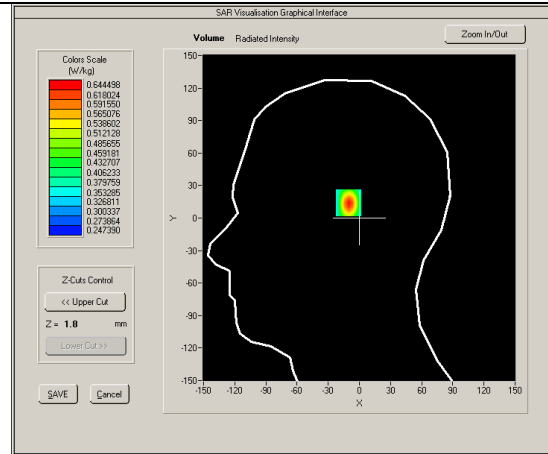 SAR Visualisation Graphical Interface
Volume Radiated Intensity
Zoom In/Out
Colors Scale
(W/kg)
0.644498
0.618024
0.591550
0.565076
0.538602
0.512128
0.485655
0.459181
0.432707
0.406233
0.379759
0.353285
0.326811
0.300337
0.273864
0.247390
Z-Cuts Control
<< Upper Cut
Z = 1.8 mm
Lower Cut >>
SAVE Cancel
150
120
90
60
30
0
-30
-60
-90
-120
-150
Y
-150 -120 -90 -60 -30 0 30 60 90 120 150
X